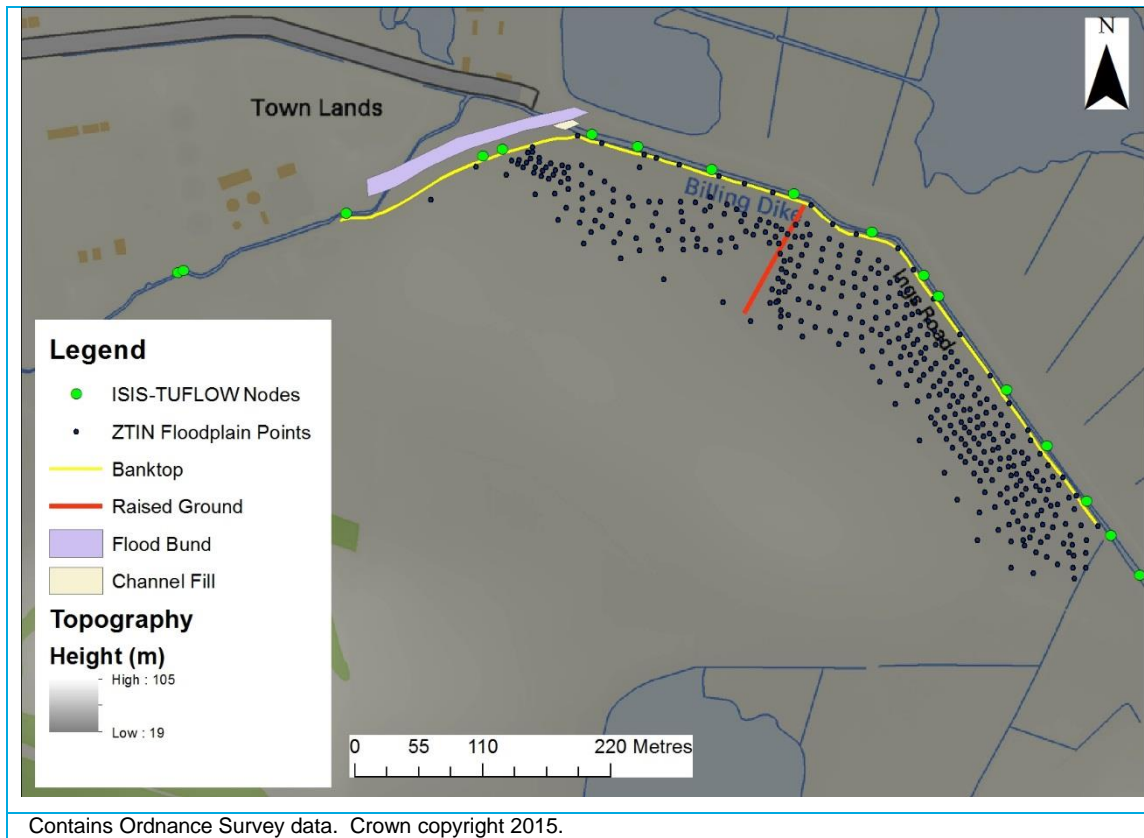 N
Town Lands
Billing Dike
Ings Road
Legend
ISIS-TUFLOW Nodes
ZTIN Floodplain Points
Banktop
Raised Ground
Flood Bund
Channel Fill
Topography
Height (m)
High : 105
Low : 19
0 55 110 220 Metres
Contains Ordnance Survey data. Crown copyright 2015.